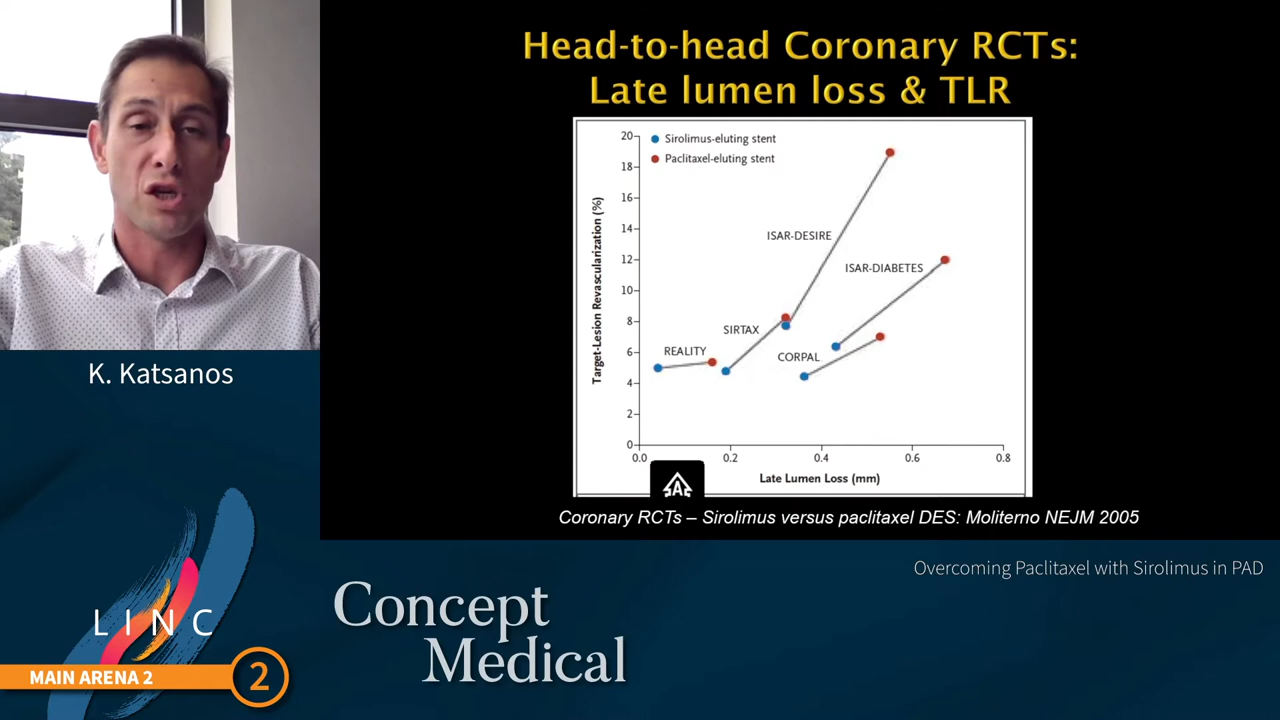 Head-to-head Coronary RCTs:
Late lumen loss & TLR
Sirolimus-eluting stent
Paclitaxel-eluting stent
Target-Lesion Revascularization (%)
20
18
16
14
12
10
8
6
4
2
0
ISAR-DESIRE
ISAR-DIABETES
SIRTAX
REALITY
CORPAL
0.0 0.2 0.4 0.6 0.8
Late Lumen Loss (mm)
Coronary RCTs – Sirolimus versus paclitaxel DES: Moliterno NEJM 2005
K. Katsanos
Overcoming Paclitaxel with Sirolimus in PAD
LINC
MAIN ARENA 2
2
Concept
Medical